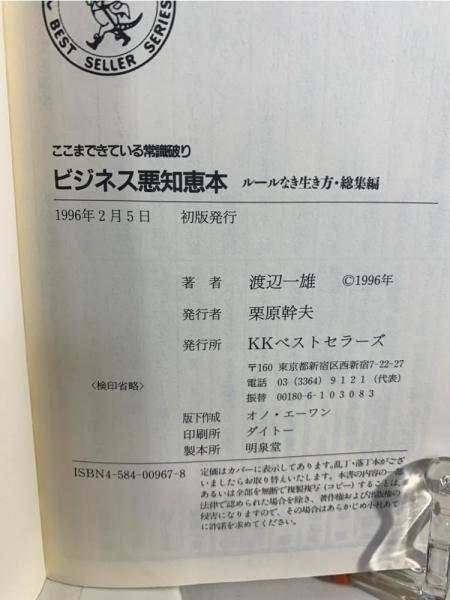 BEST SELLER SERIES
ここまできている常識破り
ビジネス悪知恵本 ルールなき生き方・総集編
1996年2月5日 初版発行
著者 渡辺一雄 ©1996年
発行者 栗原幹夫
発行所 KKベストセラーズ
〒160 東京都新宿区西新宿7-22-27
電話 03 (3364) 9121 (代表)
〈検印省略〉 振替 00180-6-103083
版下作成 オノ・エーワン
印刷所 ダイトー
製本所 明泉堂
ISBN4-584-00967-8 定価はカバーに表示してあります。乱丁・落丁本がござ
いましたらお取り替えいたします。本書の内容の一部
あるいは全部を無断で複製複写(コピー)することは、
法律で認められた場合を除き、著作権および出版権の
侵害になりますので、その場合はあらかじめ小社あて
に許諾を求めてください。